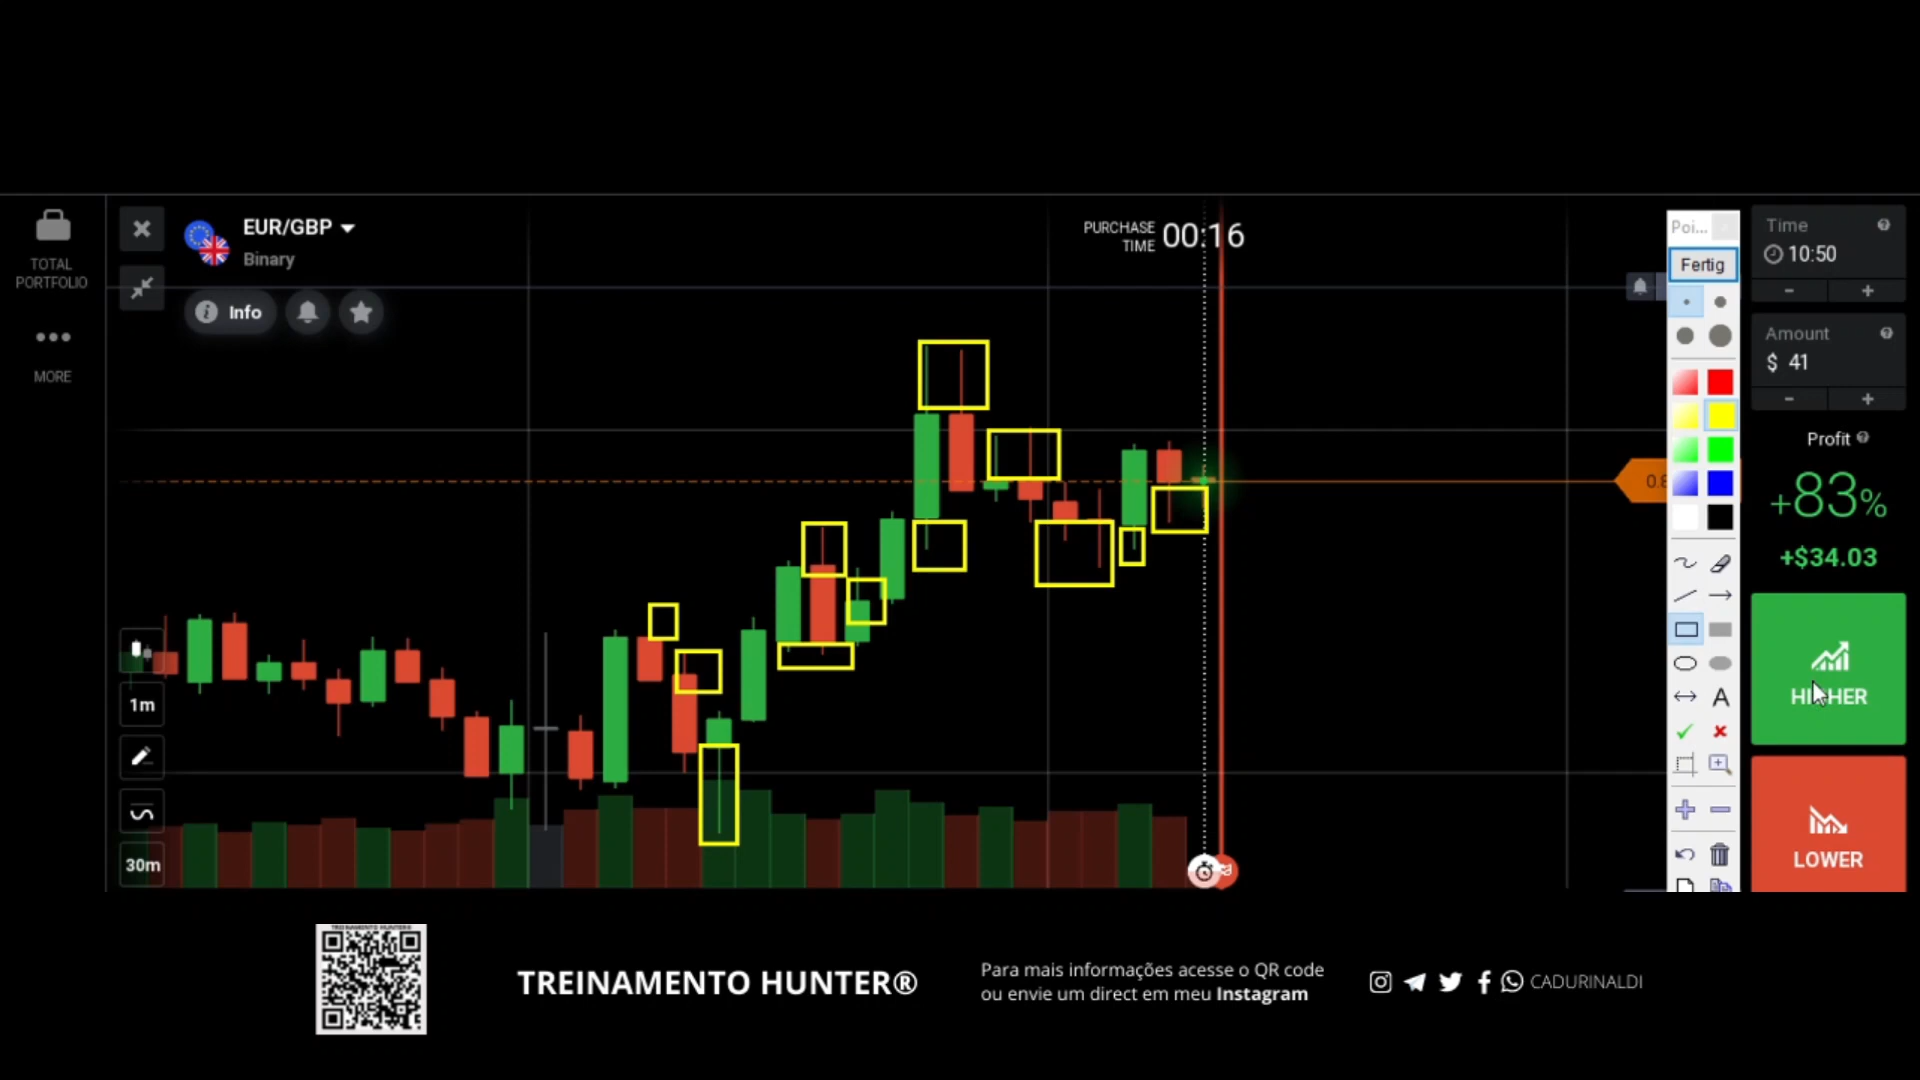 TOTAL
PORTFOLIO
MORE
EUR/GBP
Binary
Info
PURCHASE
TIME
00:16
1m
30m
Poi...
Fertig
A
Time
10:50
- +
Amount
$ 41
- +
Profit
+83%
+$34.03
HIGHER
LOWER
TREINAMENTO HUNTER®
Para mais informações acesse o QR code
ou envie um direct em meu Instagram
CADURINALDI